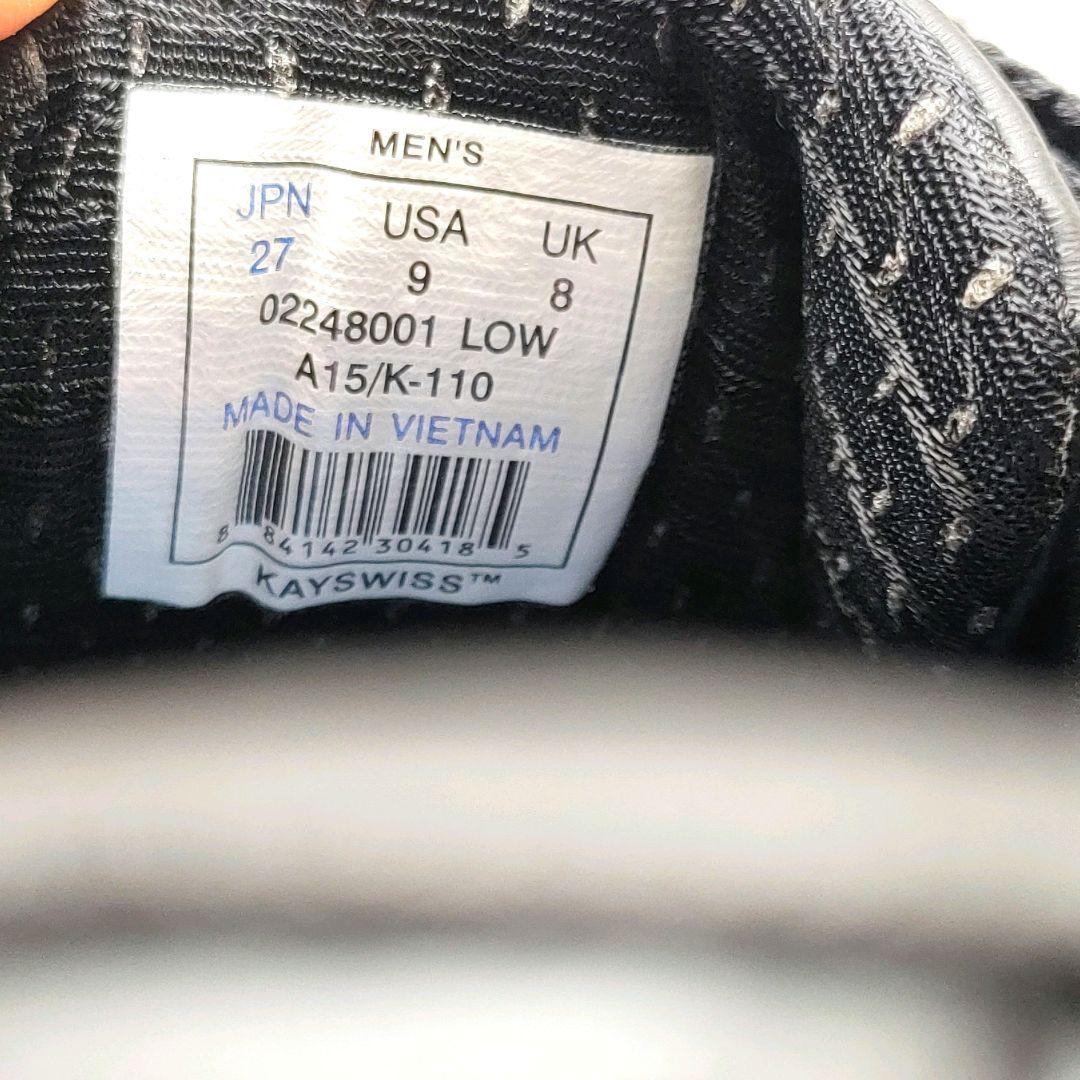 MEN'S
JPN USA UK
27 9 8
02248001 LOW
A15/K-110
MADE IN VIETNAM
8 84142 30418 5
KAYSWISS™